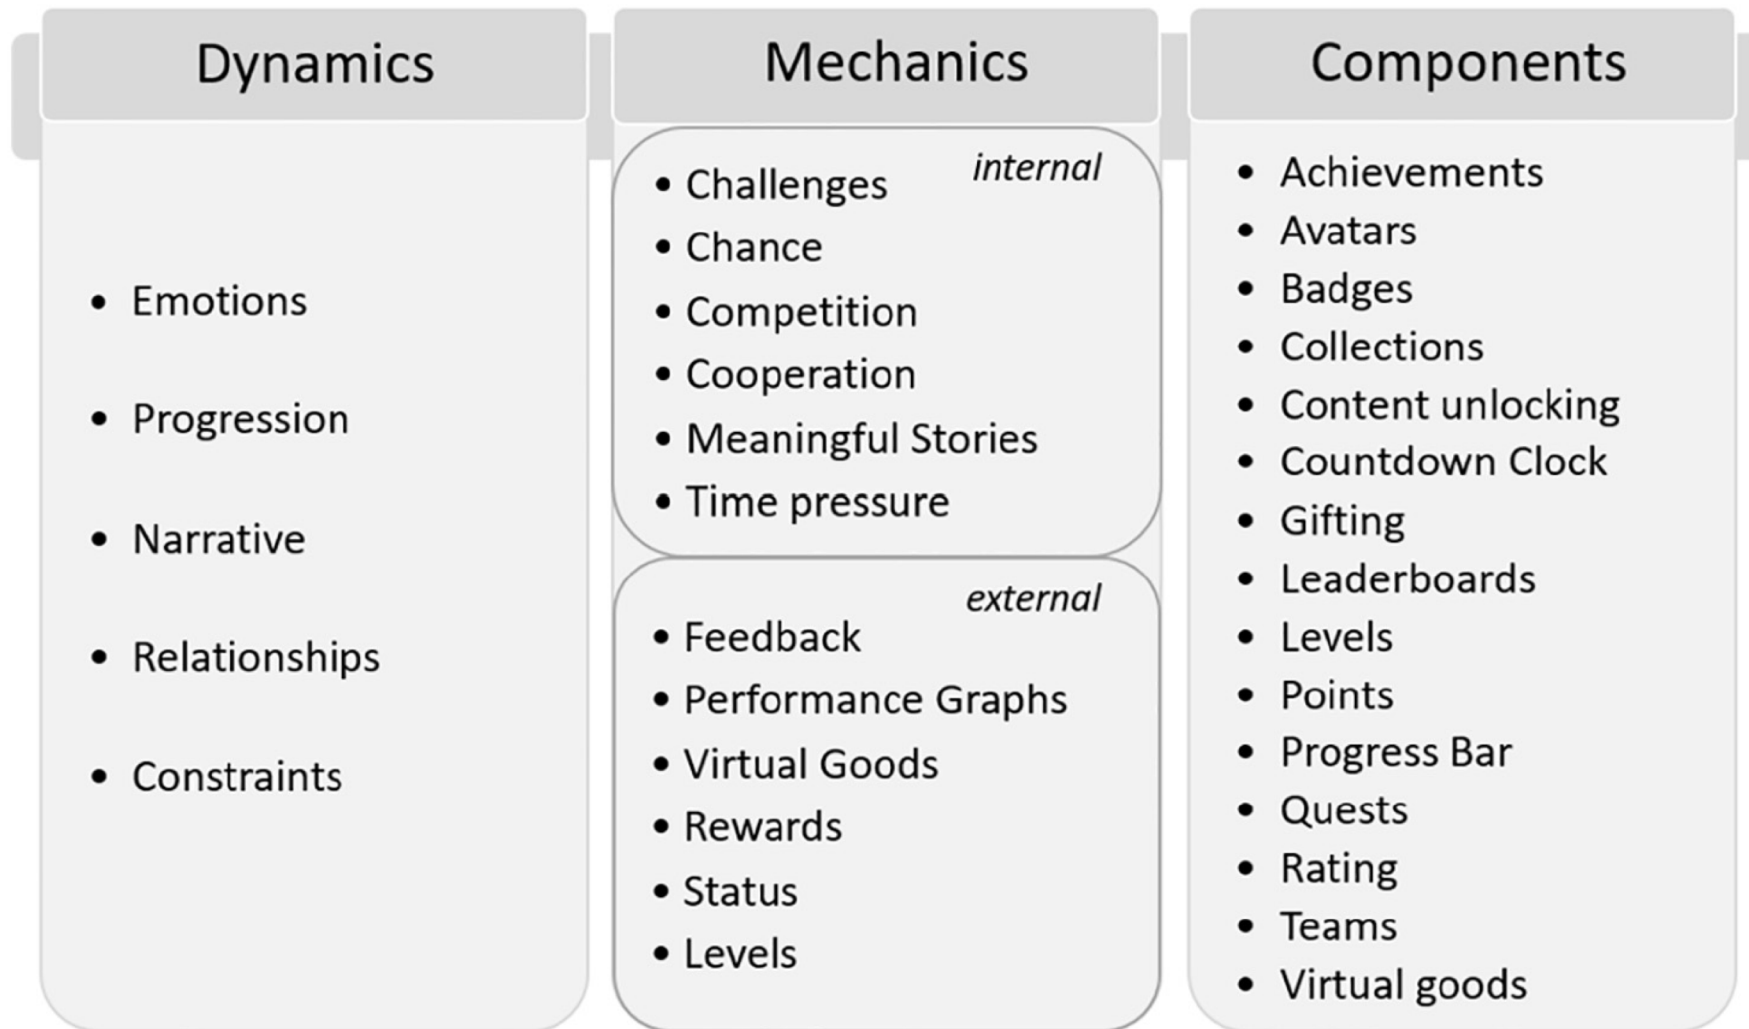 Dynamics
• Emotions
• Progression
• Narrative
• Relationships
• Constraints
Mechanics
internal
• Challenges
• Chance
• Competition
• Cooperation
• Meaningful Stories
• Time pressure
external
• Feedback
• Performance Graphs
• Virtual Goods
• Rewards
• Status
• Levels
Components
• Achievements
• Avatars
• Badges
• Collections
• Content unlocking
• Countdown Clock
• Gifting
• Leaderboards
• Levels
• Points
• Progress Bar
• Quests
• Rating
• Teams
• Virtual goods